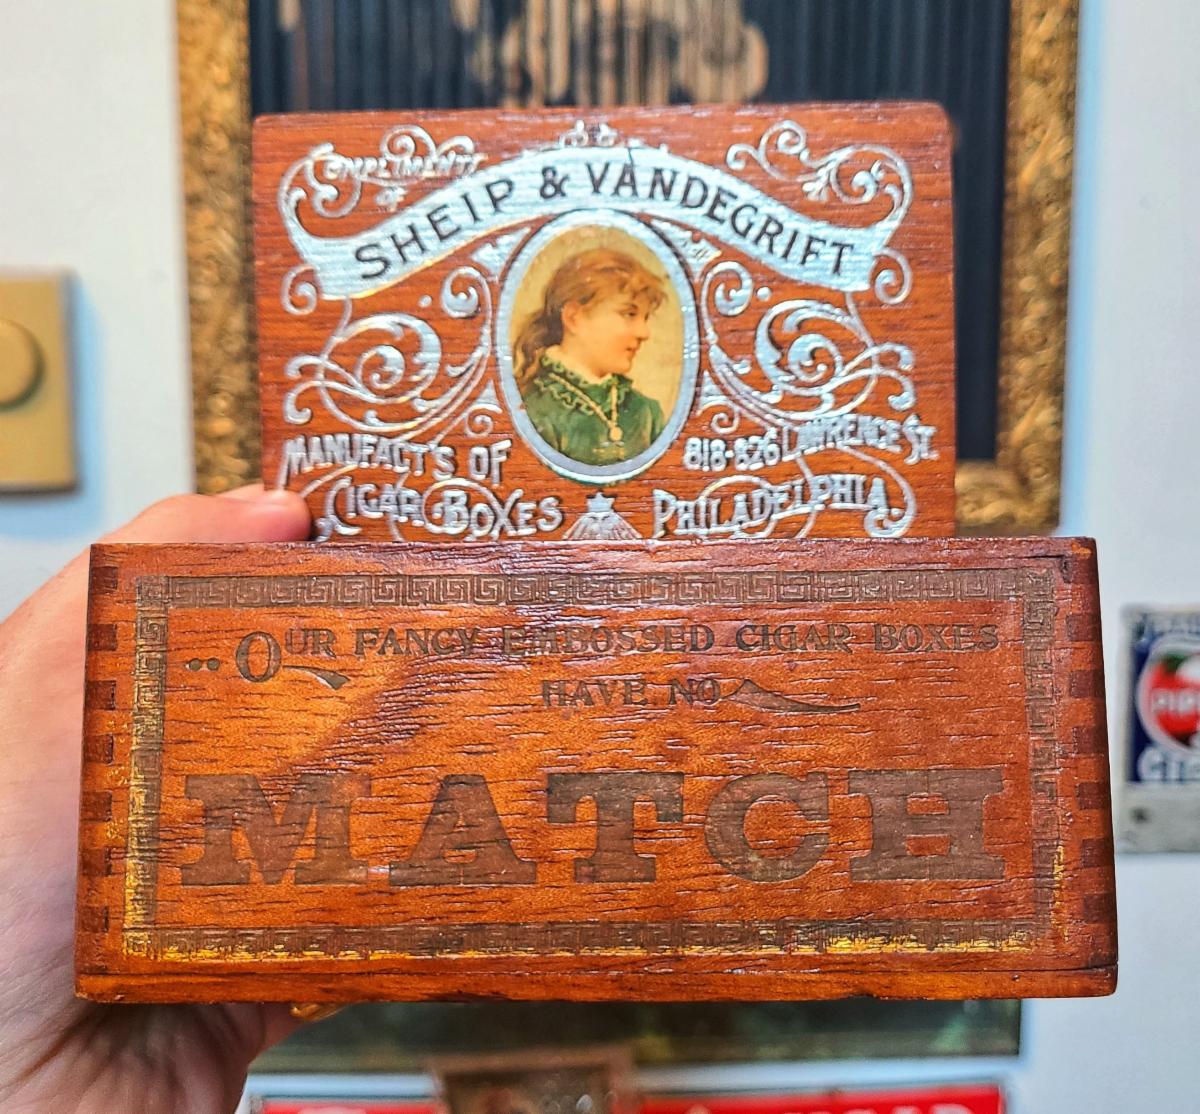 COMPLIMENTS
OF
SHEIP & VANDEGRIFT
MANUFACT'S OF
CIGAR BOXES
818-826 LAWRENCE ST.
PHILADELPHIA
OUR FANCY EMBOSSED CIGAR BOXES
HAVE NO
MATCH